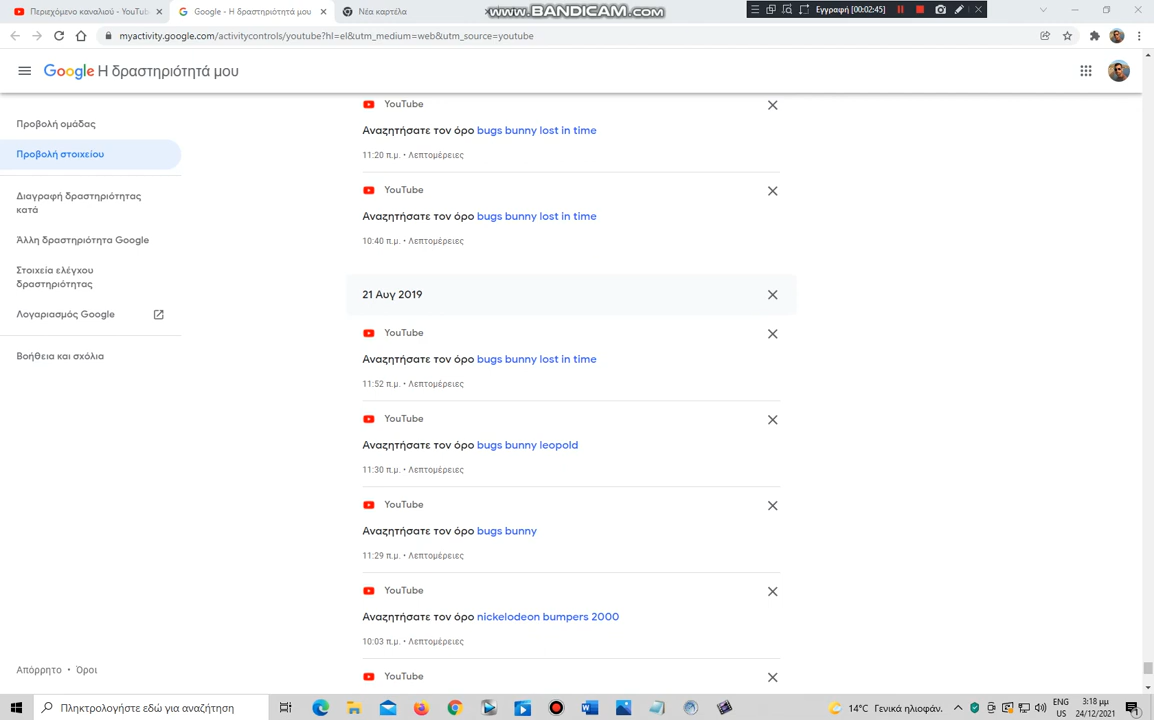 Περιεχόμενο καναλιού - YouTub
Google - Η δραστηριότητά μου
Νέα καρτέλα
www.BANDICAM.com
Εγγραφή [00:02:45]
myactivity.google.com/activitycontrols/youtube?hl=el&utm_medium=web&utm_source=youtube
Google Η δραστηριότητά μου
Προβολή ομάδας
Προβολή στοιχείου
Διαγραφή δραστηριότητας
κατά
Άλλη δραστηριότητα Google
Στοιχεία ελέγχου
δραστηριότητας
Λογαριασμός Google
Βοήθεια και σχόλια
Απόρρητο • Όροι
YouTube
Αναζητήσατε τον όρο bugs bunny lost in time
11:20 π.μ. • Λεπτομέρειες
YouTube
Αναζητήσατε τον όρο bugs bunny lost in time
10:40 π.μ. • Λεπτομέρειες
21 Αυγ 2019
YouTube
Αναζητήσατε τον όρο bugs bunny lost in time
11:52 π.μ. • Λεπτομέρειες
YouTube
Αναζητήσατε τον όρο bugs bunny leopold
11:30 π.μ. • Λεπτομέρειες
YouTube
Αναζητήσατε τον όρο bugs bunny
11:29 π.μ. • Λεπτομέρειες
YouTube
Αναζητήσατε τον όρο nickelodeon bumpers 2000
10:03 π.μ. • Λεπτομέρειες
YouTube
Πληκτρολογήστε εδώ για αναζήτηση
14°C Γενικά ηλιοφάν.
ENG
US
3:18 μμ
24/12/2021
1